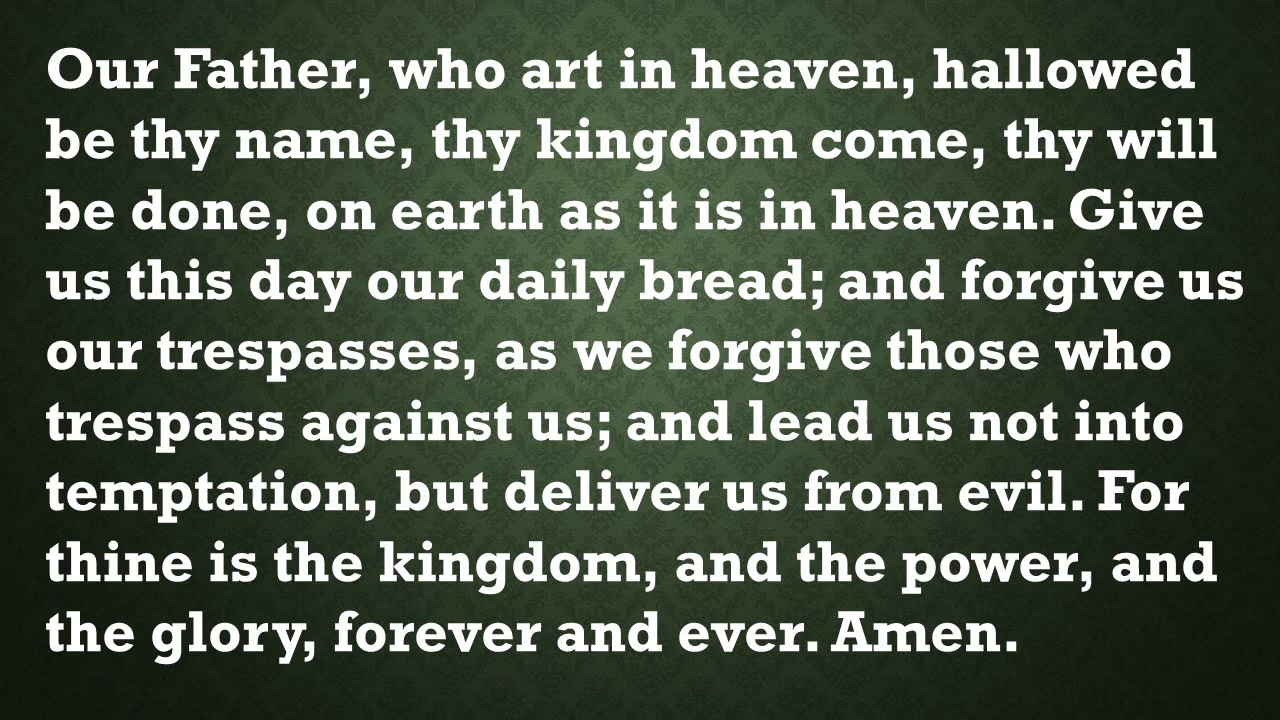 Our Father, who art in heaven, hallowed
be thy name, thy kingdom come, thy will
be done, on earth as it is in heaven. Give
us this day our daily bread; and forgive us
our trespasses, as we forgive those who
trespass against us; and lead us not into
temptation, but deliver us from evil. For
thine is the kingdom, and the power, and
the glory, forever and ever. Amen.